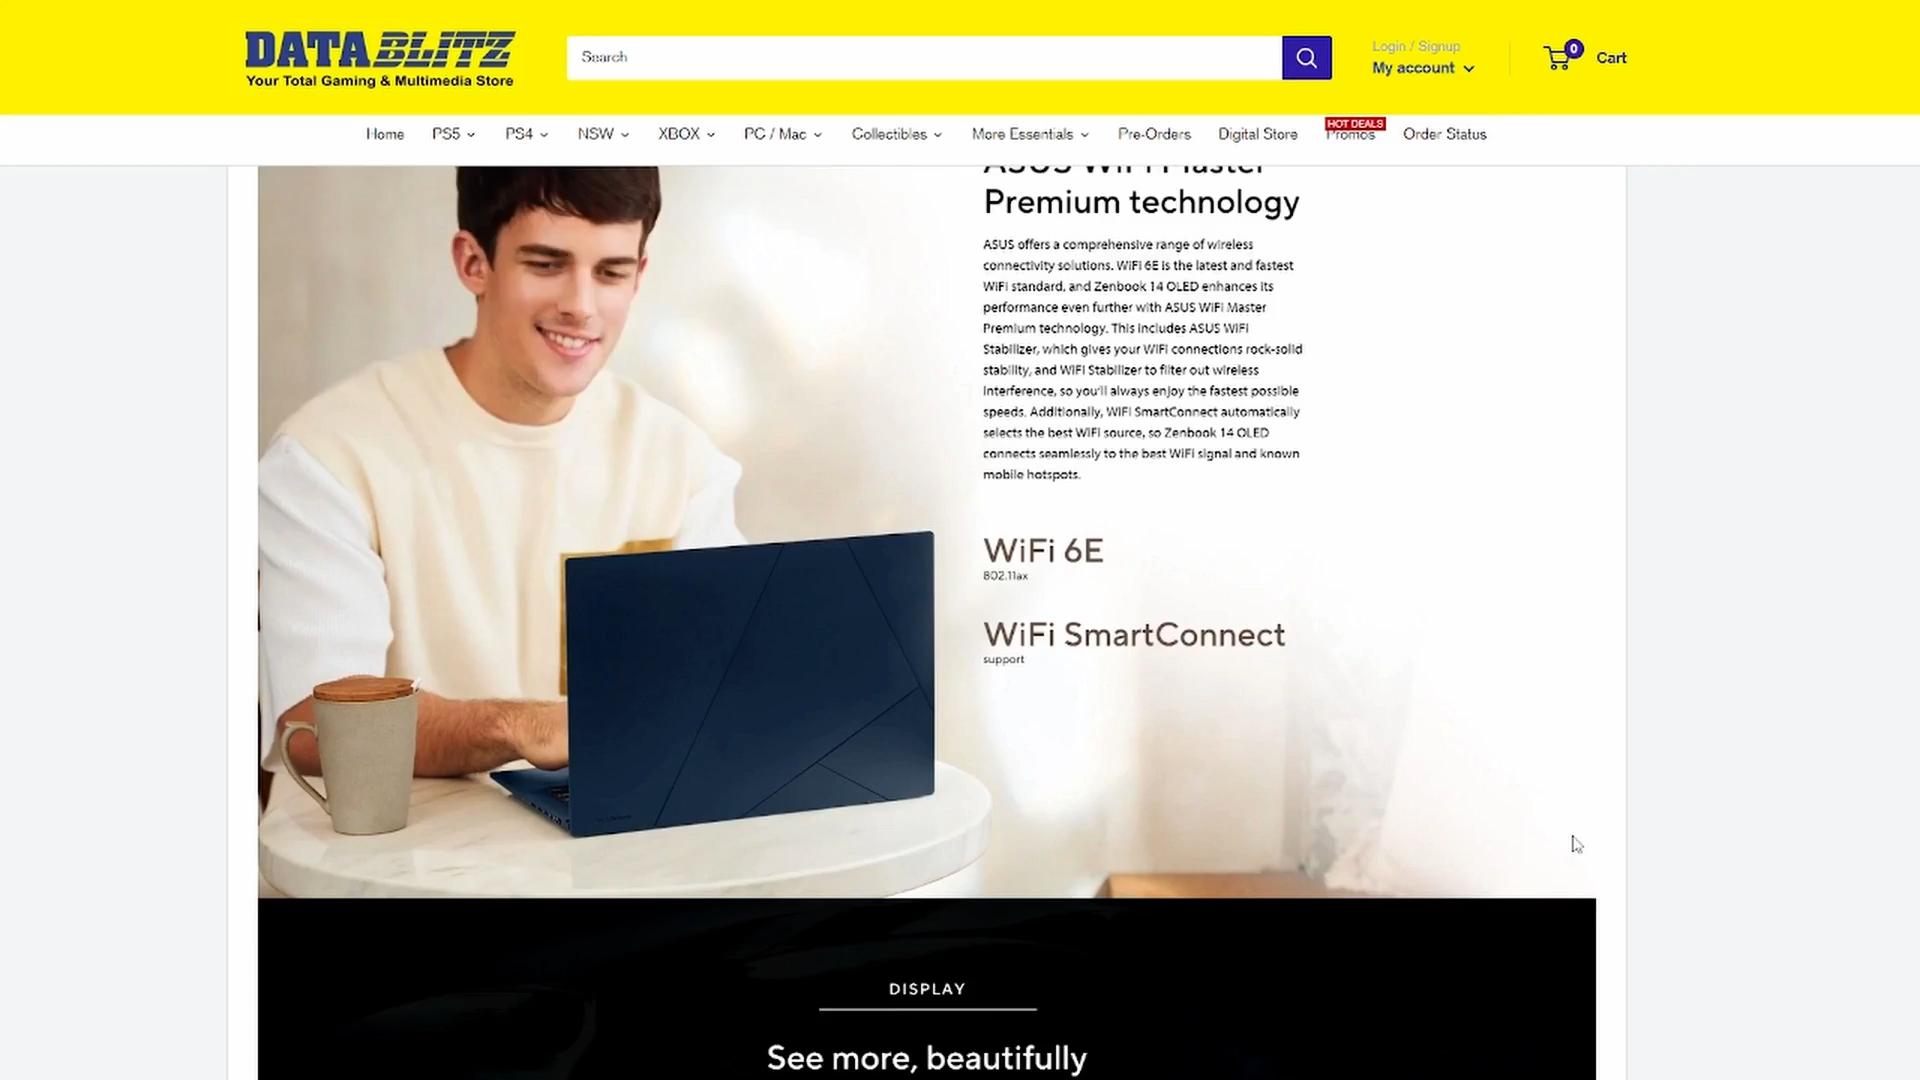 DATABLITZ
Your Total Gaming & Multimedia Store
Search
Login / Signup
My account
0
Cart
Home
PS5
PS4
NSW
XBOX
PC / Mac
Collectibles
More Essentials
Pre-Orders
Digital Store
HOT DEALS
Promos
Order Status
ASUS WiFi Master
Premium technology
ASUS offers a comprehensive range of wireless
connectivity solutions. WiFi 6E is the latest and fastest
WiFi standard, and Zenbook 14 OLED enhances its
performance even further with ASUS WiFi Master
Premium technology. This includes ASUS WiFi
Stabilizer, which gives your WiFi connections rock-solid
stability, and WiFi Stabilizer to filter out wireless
interference, so you'll always enjoy the fastest possible
speeds. Additionally, WiFi SmartConnect automatically
selects the best WiFi source, so Zenbook 14 OLED
connects seamlessly to the best WiFi signal and known
mobile hotspots.
WiFi 6E
802.11ax
WiFi SmartConnect
support
DISPLAY
See more, beautifully